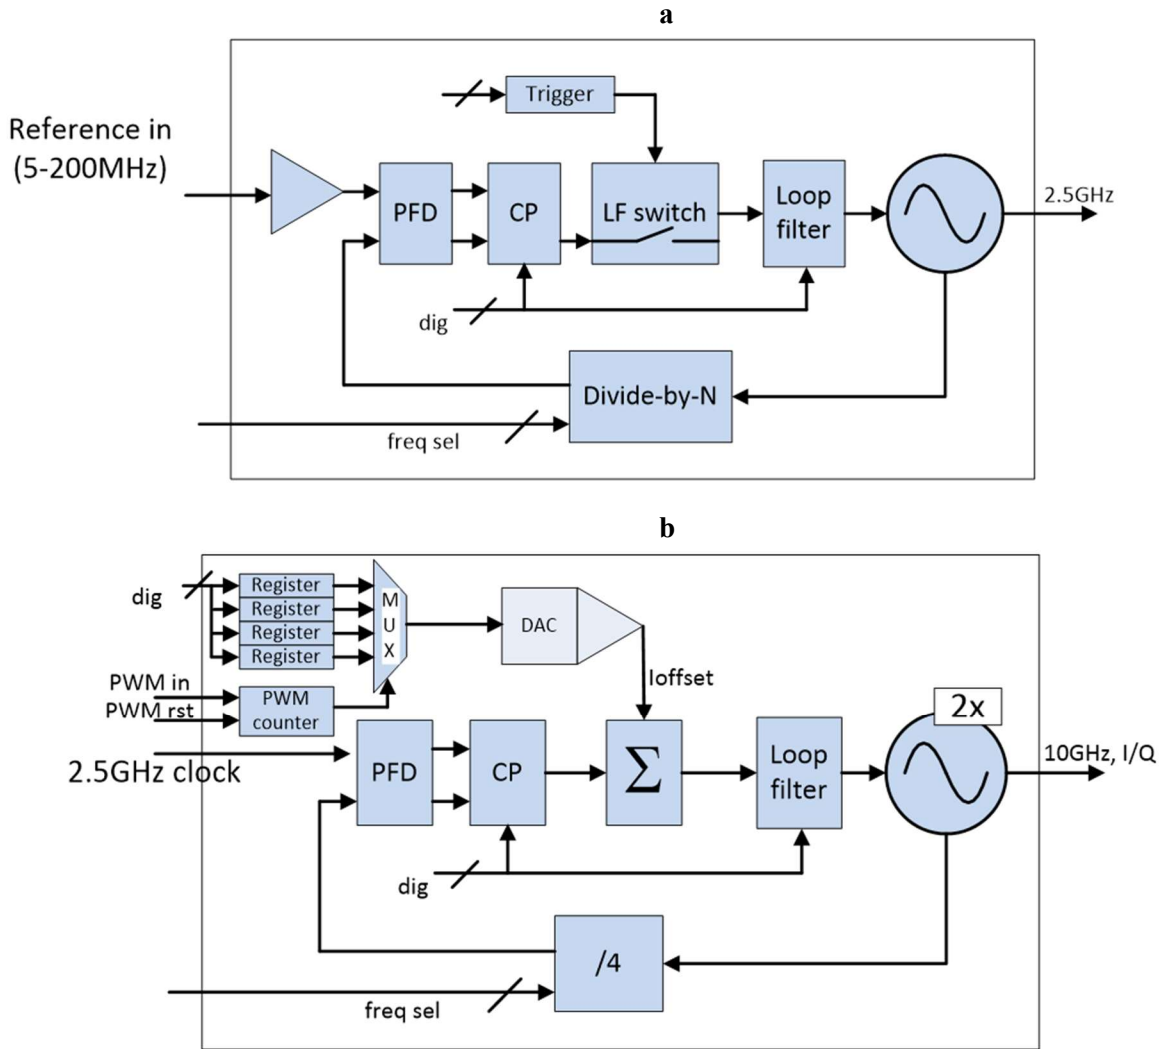 a
Trigger
Reference in
(5-200MHz)
PFD
CP
LF switch
Loop
filter
2.5GHz
dig
Divide-by-N
freq sel
b
dig
Register
Register
Register
Register
M
U
X
DAC
Ioffset
PWM in
PWM rst
PWM
counter
2.5GHz clock
PFD
CP
Σ
Loop
filter
2x
10GHz, I/Q
dig
/4
freq sel